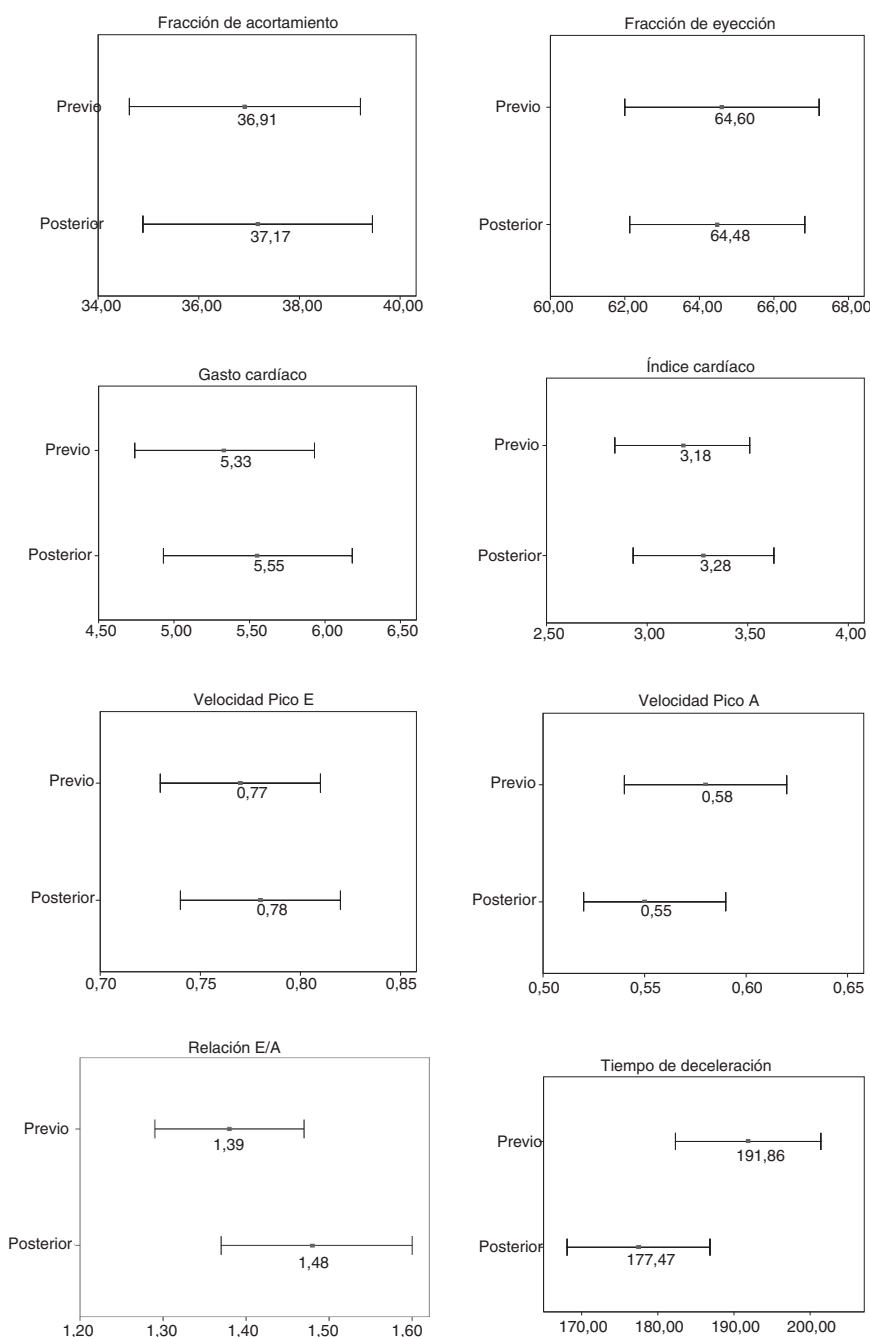 Fracción de acortamiento
Previo
36,91
Posterior
37,17
34,00 36,00 38,00 40,00
Fracción de eyección
Previo
64,60
Posterior
64,48
60,00 62,00 64,00 66,00 68,00
Gasto cardíaco
Previo
5,33
Posterior
5,55
4,50 5,00 5,50 6,00 6,50
Índice cardíaco
Previo
3,18
Posterior
3,28
2,50 3,00 3,50 4,00
Velocidad Pico E
Previo
0,77
Posterior
0,78
0,70 0,75 0,80 0,85
Velocidad Pico A
Previo
0,58
Posterior
0,55
0,50 0,55 0,60 0,65
Relación E/A
Previo
1,39
Posterior
1,48
1,20 1,30 1,40 1,50 1,60
Tiempo de deceleración
Previo
191,86
Posterior
177,47
170,00 180,00 190,00 200,00